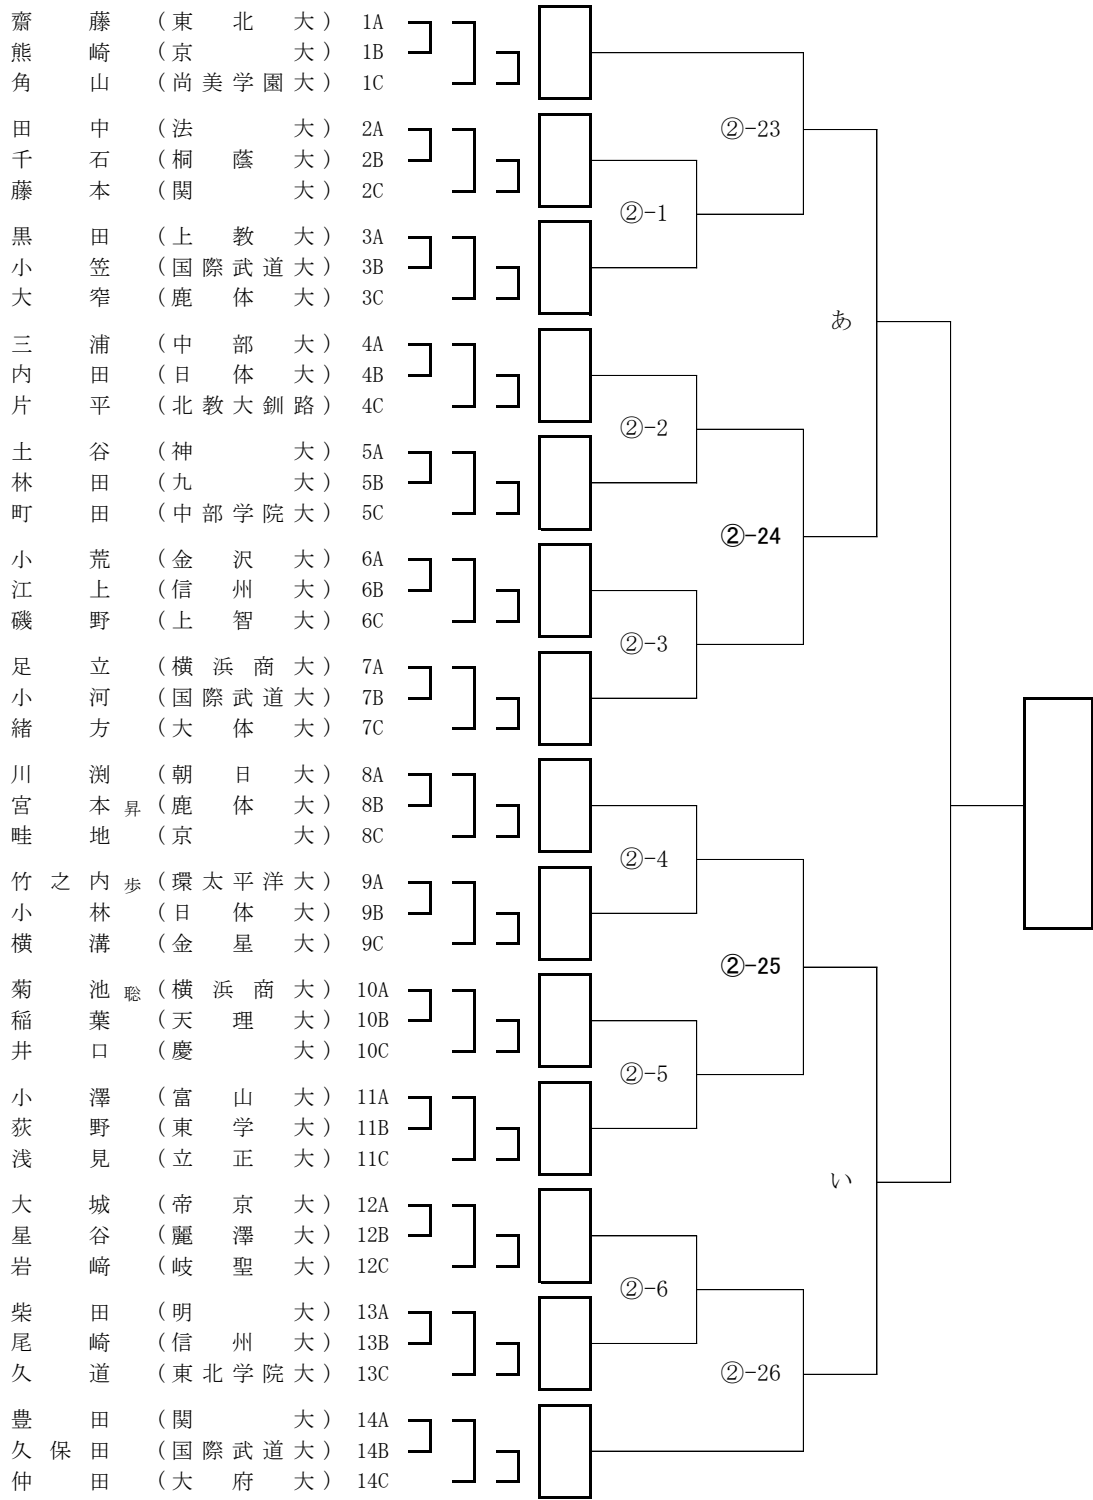 齋藤（東北大） 1A
熊崎（京大） 1B
角山（尚美学園大） 1C
②-23
田中（法大） 2A
千石（桐蔭大） 2B
藤本（関大） 2C
②-1
黒田（上教大） 3A
小笠（国際武道大） 3B
大窄（鹿体大） 3C
あ
三浦（中部大） 4A
内田（日体大） 4B
片平（北教大釧路） 4C
②-2
土谷（神大） 5A
林田（九大） 5B
町田（中部学院大） 5C
②-24
小荒（金沢大） 6A
江上（信州大） 6B
磯野（上智大） 6C
②-3
足立（横浜商大） 7A
小河（国際武道大） 7B
緒方（大体大） 7C
川渕（朝日大） 8A
宮本昇（鹿体大） 8B
畦地（京大） 8C
②-4
竹之内歩（環太平洋大） 9A
小林（日体大） 9B
横溝（金星大） 9C
②-25
菊池聡（横浜商大） 10A
稲葉（天理大） 10B
井口（慶大） 10C
②-5
小澤（富山大） 11A
荻野（東学大） 11B
浅見（立正大） 11C
い
大城（帝京大） 12A
星谷（麗澤大） 12B
岩﨑（岐聖大） 12C
②-6
柴田（明大） 13A
尾崎（信州大） 13B
久道（東北学院大） 13C
②-26
豊田（関大） 14A
久保田（国際武道大） 14B
仲田（大府大） 14C